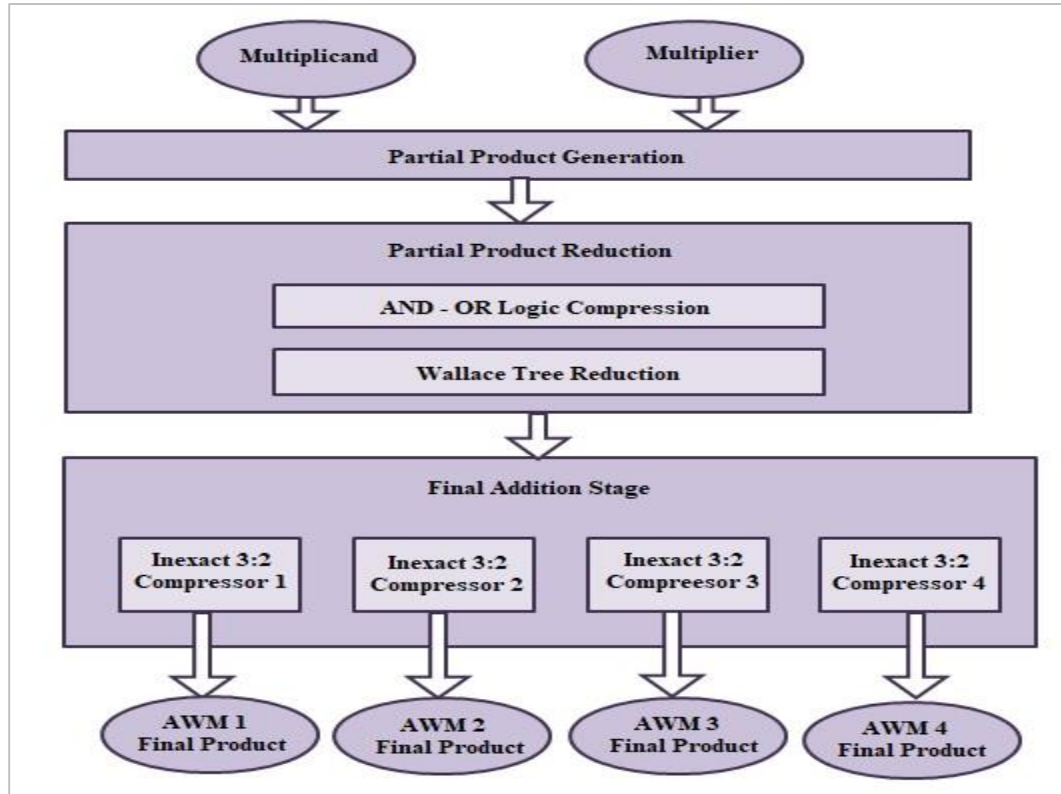 Multiplicand
Multiplier
Partial Product Generation
Partial Product Reduction
AND - OR Logic Compression
Wallace Tree Reduction
Final Addition Stage
Inexact 3:2
Compressor 1
Inexact 3:2
Compressor 2
Inexact 3:2
Compreesor 3
Inexact 3:2
Compressor 4
AWM 1
Final Product
AWM 2
Final Product
AWM 3
Final Product
AWM 4
Final Product